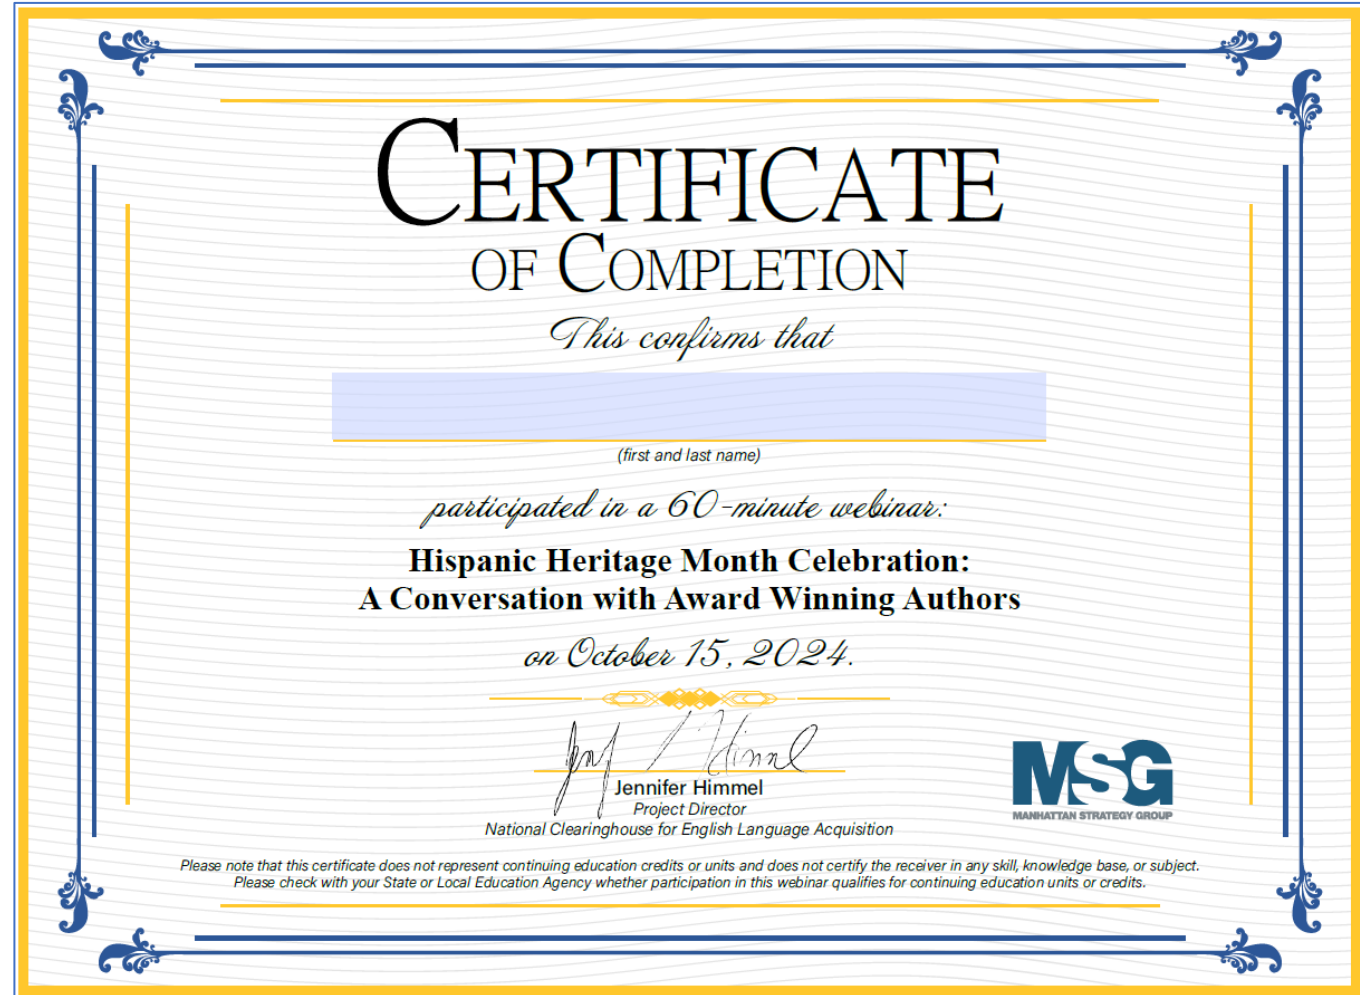 CERTIFICATE
OF COMPLETION
This confirms that
(first and last name)
participated in a 60-minute webinar:
Hispanic Heritage Month Celebration:
A Conversation with Award Winning Authors
on October 15, 2024.
Jennifer Himmel
Project Director
National Clearinghouse for English Language Acquisition
MSG
MANHATTAN STRATEGY GROUP
Please note that this certificate does not represent continuing education credits or units and does not certify the receiver in any skill, knowledge base, or subject.
Please check with your State or Local Education Agency whether participation in this webinar qualifies for continuing education units or credits.